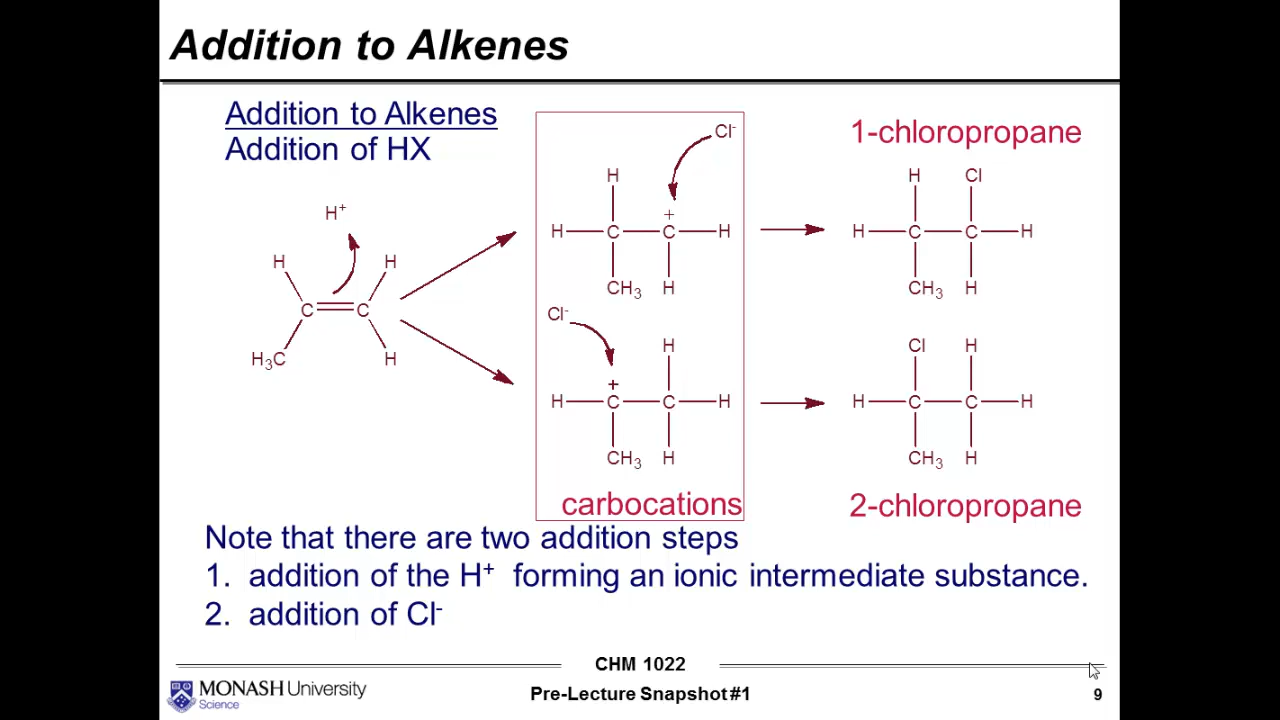 Addition to Alkenes
Addition to Alkenes
Addition of HX
H+
H H
C C
H3C H
Cl-
H
+
H C C H
CH3 H
Cl-
H
+
H C C H
CH3 H
carbocations
1-chloropropane
H Cl
H C C H
CH3 H
Cl H
H C C H
CH3 H
2-chloropropane
Note that there are two addition steps
1. addition of the H+ forming an ionic intermediate substance.
2. addition of Cl-
CHM 1022
MONASH University
Science
Pre-Lecture Snapshot #1
9